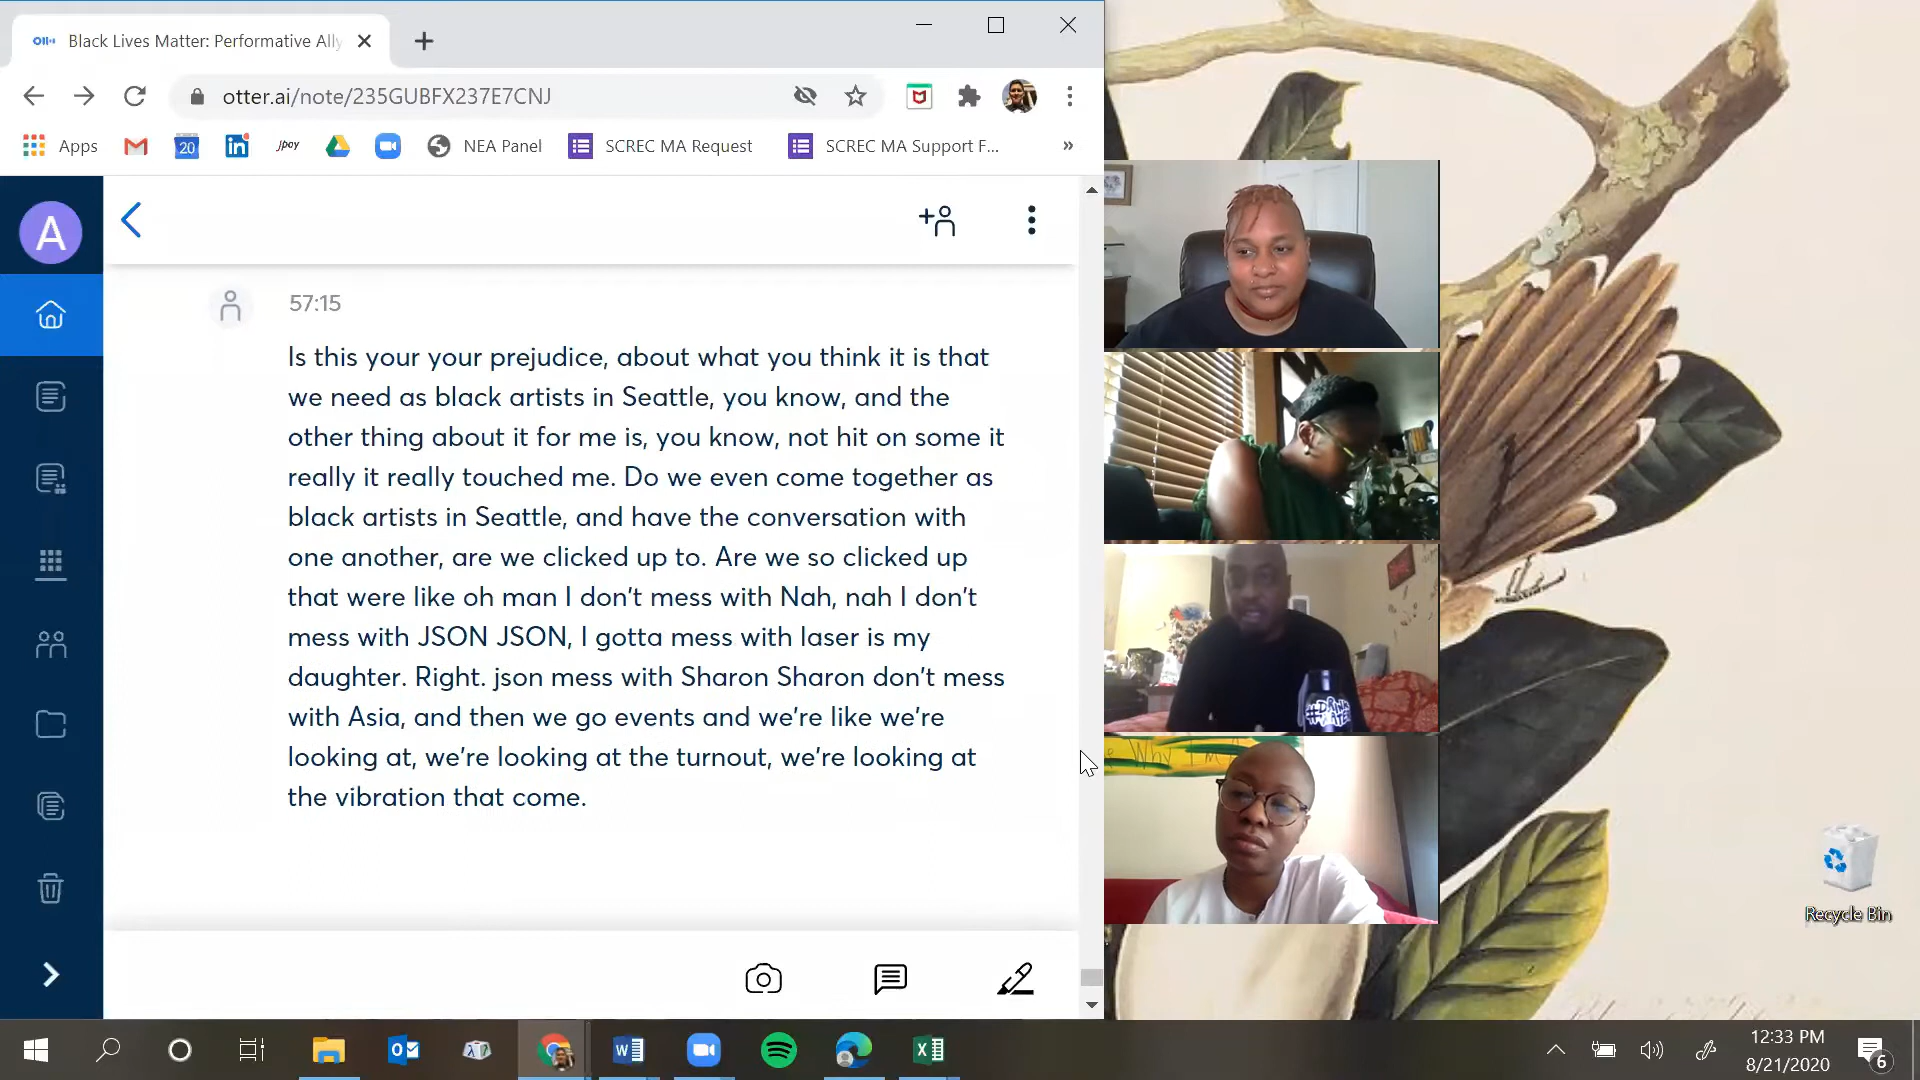 Black Lives Matter: Performative Ally
otter.ai/note/235GUBFX237E7CNJ
Apps
20
jpay
NEA Panel
SCREC MA Request
SCREC MA Support F...
»
A
57:15
Is this your your prejudice, about what you think it is that
we need as black artists in Seattle, you know, and the
other thing about it for me is, you know, not hit on some it
really it really touched me. Do we even come together as
black artists in Seattle, and have the conversation with
one another, are we clicked up to. Are we so clicked up
that were like oh man I don't mess with Nah, nah I don't
mess with JSON JSON, I gotta mess with laser is my
daughter. Right. json mess with Sharon Sharon don't mess
with Asia, and then we go events and we're like we're
looking at, we're looking at the turnout, we're looking at
the vibration that come.
Why I'm
Recycle Bin
12:33 PM
8/21/2020
6